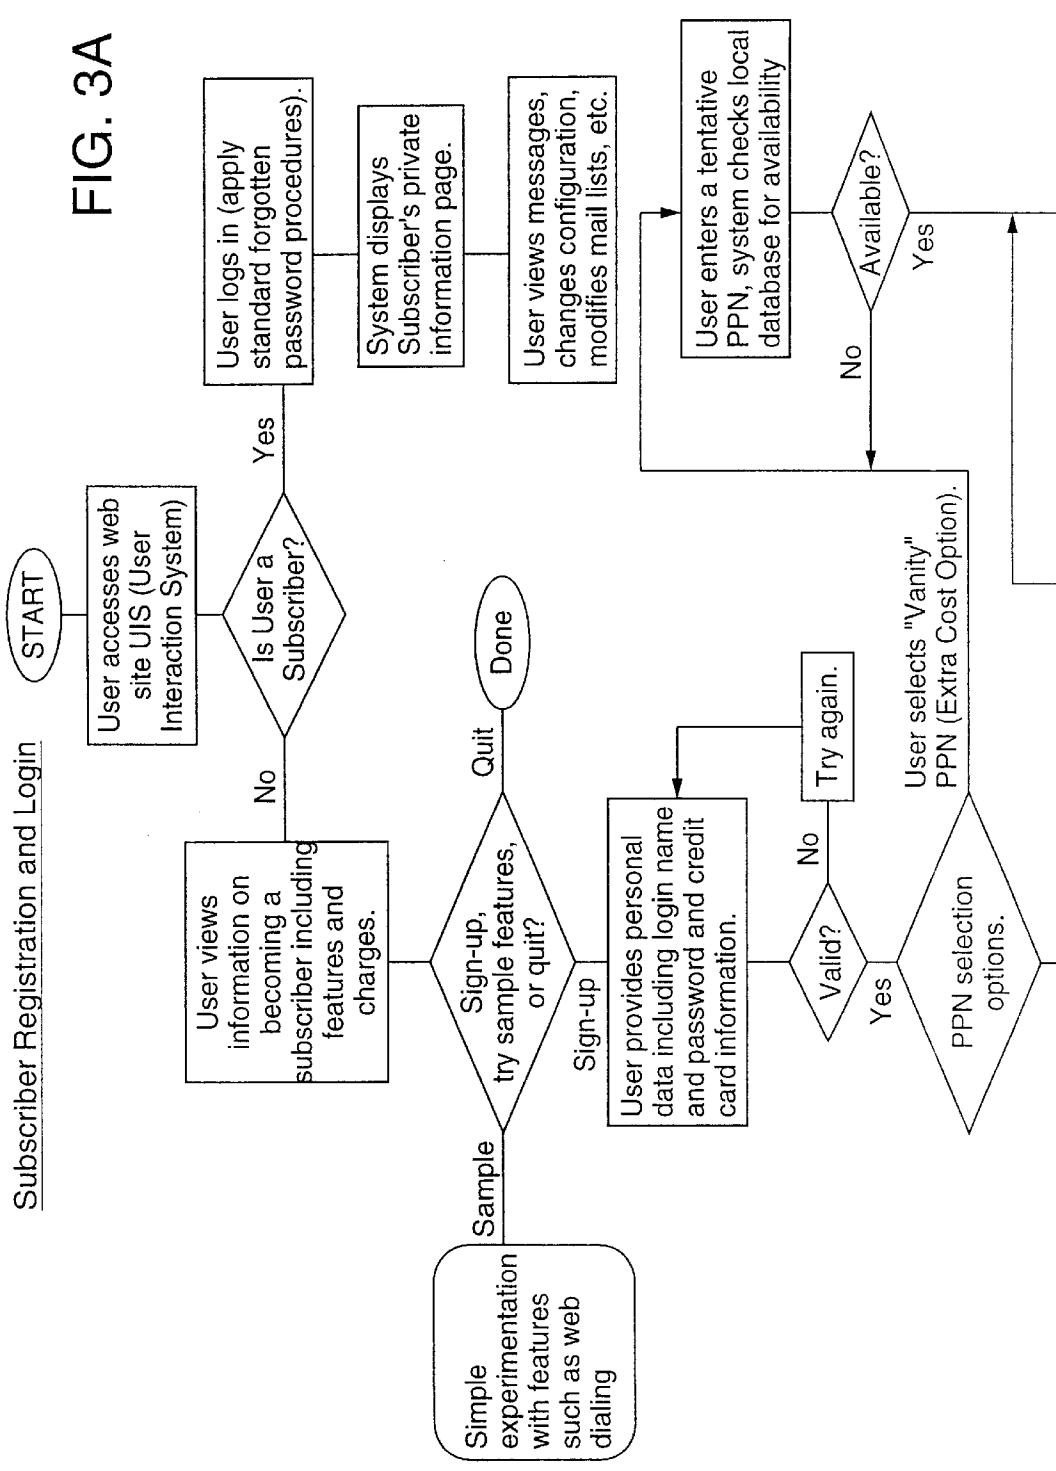 FIG. 3A
Subscriber Registration and Login
START
User accesses web
site UIS (User
Interaction System)
Is User a
Subscriber?
Yes
User logs in (apply
standard forgotten
password procedures).
System displays
Subscriber's private
information page.
User views messages,
changes configuration,
modifies mail lists, etc.
No
User views
information on
becoming a
subscriber including
features and
charges.
Sign-up,
try sample features,
or quit?
Quit
Done
Sample
Simple
experimentation
with features
such as web
dialing
Sign-up
User provides personal
data including login name
and password and credit
card information.
Valid?
No
Try again.
Yes
PPN selection
options.
User selects "Vanity"
PPN (Extra Cost Option).
User enters a tentative
PPN, system checks local
database for availability
Available?
No
Yes